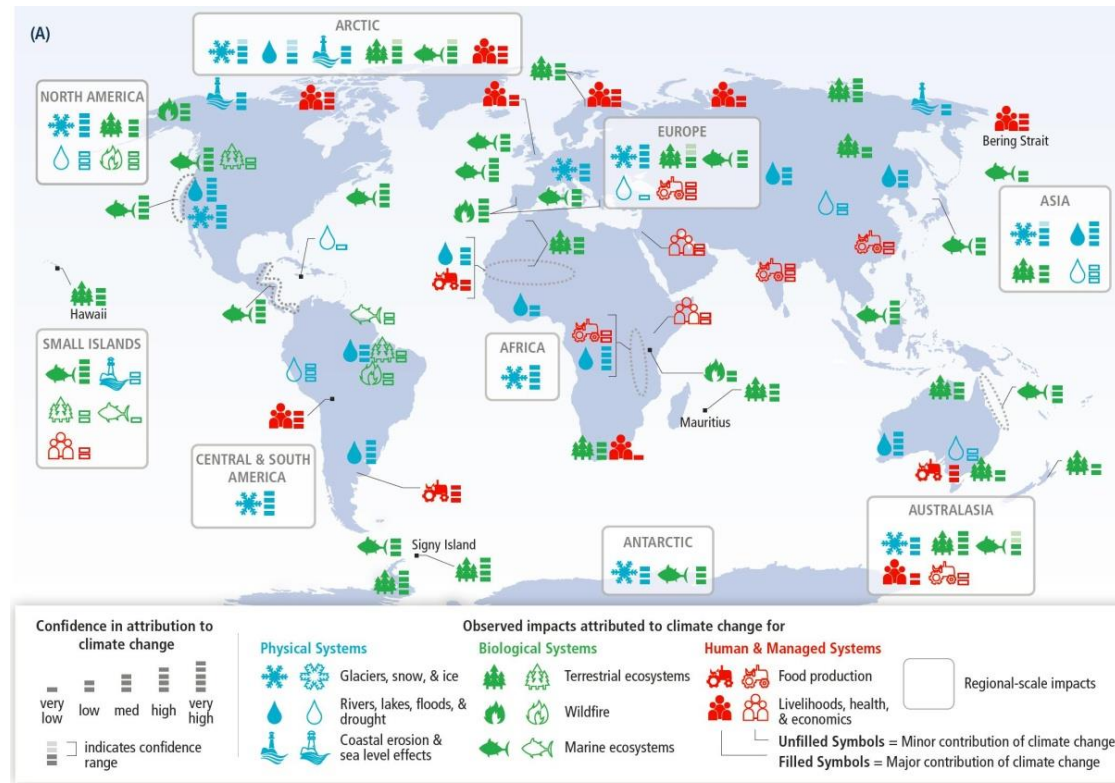 (A)
ARCTIC
NORTH AMERICA
EUROPE
Bering Strait
ASIA
Hawaii
SMALL ISLANDS
AFRICA
Mauritius
CENTRAL & SOUTH
AMERICA
Signy Island
ANTARCTIC
AUSTRALASIA
Confidence in attribution to
climate change
very
low
low
med
high
very
high
indicates confidence
range
Observed impacts attributed to climate change for
Physical Systems
Glaciers, snow, & ice
Rivers, lakes, floods, &
drought
Coastal erosion &
sea level effects
Biological Systems
Terrestrial ecosystems
Wildfire
Marine ecosystems
Human & Managed Systems
Food production
Livelihoods, health,
& economics
Regional-scale impacts
Unfilled Symbols = Minor contribution of climate change
Filled Symbols = Major contribution of climate change